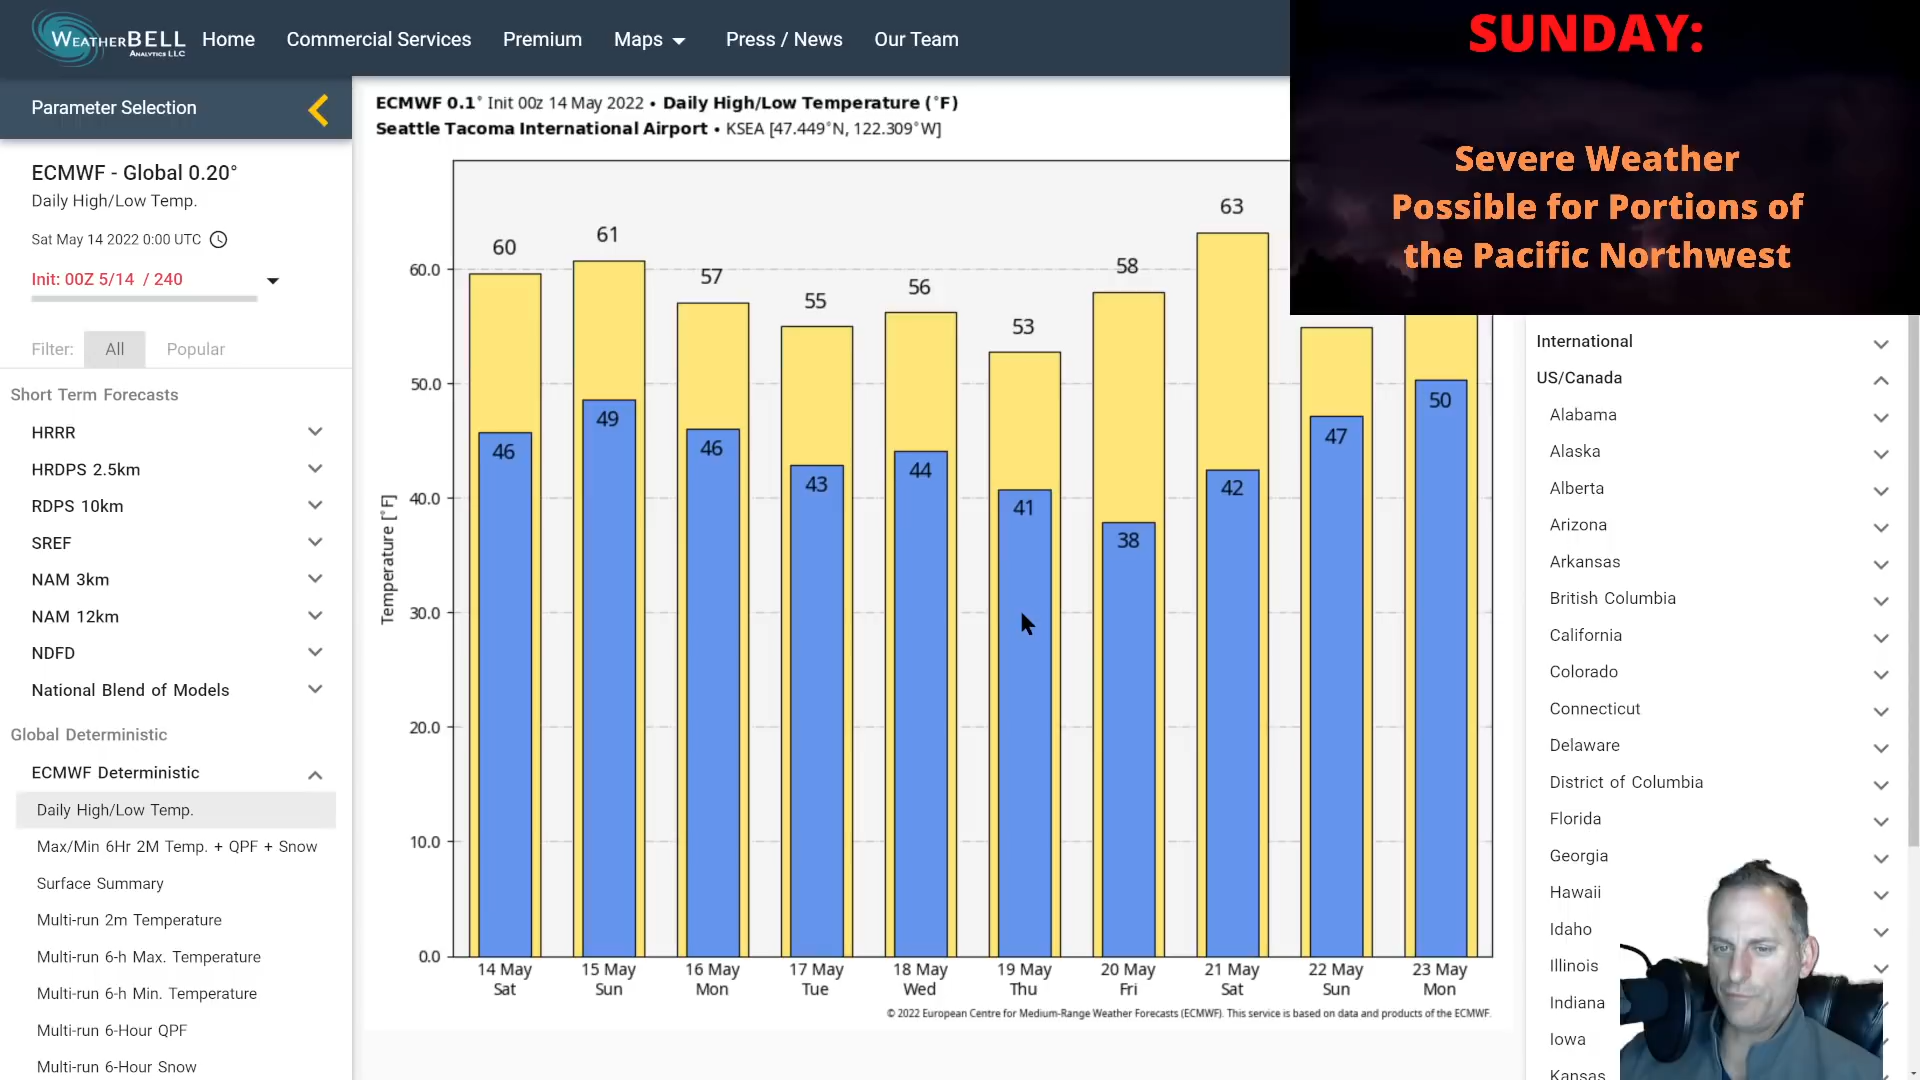 WEATHERBELL
ANALYTICS LLC
Home
Commercial Services
Premium
Maps
Press / News
Our Team
SUNDAY:
Severe Weather
Possible for Portions of
the Pacific Northwest
Parameter Selection
ECMWF - Global 0.20°
Daily High/Low Temp.
Sat May 14 2022 0:00 UTC
Init: 00Z 5/14 / 240
Filter:
All
Popular
Short Term Forecasts
HRRR
HRDPS 2.5km
RDPS 10km
SREF
NAM 3km
NAM 12km
NDFD
National Blend of Models
Global Deterministic
ECMWF Deterministic
Daily High/Low Temp.
Max/Min 6Hr 2M Temp. + QPF + Snow
Surface Summary
Multi-run 2m Temperature
Multi-run 6-h Max. Temperature
Multi-run 6-h Min. Temperature
Multi-run 6-Hour QPF
Multi-run 6-Hour Snow
ECMWF 0.1° Init 00z 14 May 2022 • Daily High/Low Temperature (°F)
Seattle Tacoma International Airport • KSEA [47.449°N, 122.309°W]
Temperature [°F]
60.0
50.0
40.0
30.0
20.0
10.0
0.0
60
61
57
55
56
53
58
63
46
49
46
43
44
41
38
42
47
50
14 May
Sat
15 May
Sun
16 May
Mon
17 May
Tue
18 May
Wed
19 May
Thu
20 May
Fri
21 May
Sat
22 May
Sun
23 May
Mon
© 2022 European Centre for Medium-Range Weather Forecasts (ECMWF). This service is based on data and products of the ECMWF.
International
US/Canada
Alabama
Alaska
Alberta
Arizona
Arkansas
British Columbia
California
Colorado
Connecticut
Delaware
District of Columbia
Florida
Georgia
Hawaii
Idaho
Illinois
Indiana
Iowa
Kansas